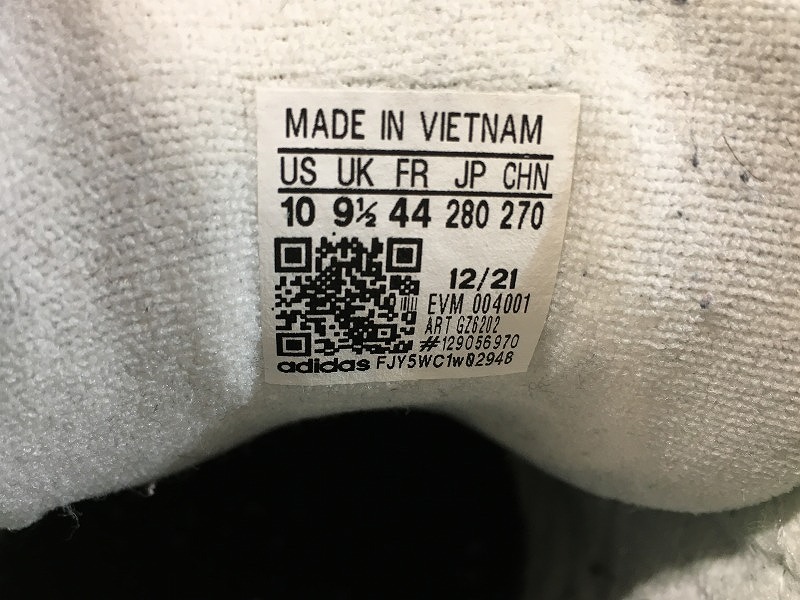 MADE IN VIETNAM
US UK FR JP CHN
10 9½ 44 280 270
12/21
EVM 004001
ART GZ6202
#129056970
adidas FJY5WC1w02948